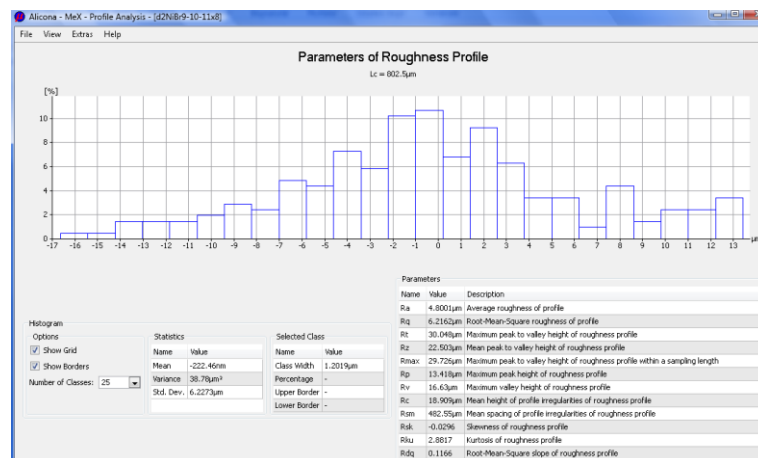 Alicona - MeX - Profile Analysis - [d2NiBr9-10-11x8]
File View Extras Help
Parameters of Roughness Profile
Lc = 802.5µm
[%]
10
8
6
4
2
0
-17 -16 -15 -14 -13 -12 -11 -10 -9 -8 -7 -6 -5 -4 -3 -2 -1 0 1 2 3 4 5 6 7 8 9 10 11 12 13 µm
Histogram
Options
Show Grid
Show Borders
Number of Classes: 25
Statistics
Name Value
Mean -222.46nm
Variance 38.78µm²
Std. Dev. 6.2273µm
Selected Class
Name Value
Class Width 1.2019µm
Percentage -
Upper Border -
Lower Border -
Parameters
Name Value Description
Ra 4.8001µm Average roughness of profile
Rq 6.2162µm Root-Mean-Square roughness of profile
Rt 30.048µm Maximum peak to valley height of roughness profile
Rz 22.503µm Mean peak to valley height of roughness profile
Rmax 29.726µm Maximum peak to valley height of roughness profile within a sampling length
Rp 13.418µm Maximum peak height of roughness profile
Rv 16.63µm Maximum valley height of roughness profile
Rc 18.909µm Mean height of profile irregularities of roughness profile
Rsm 482.55µm Mean spacing of profile irregularities of roughness profile
Rsk -0.0296 Skewness of roughness profile
Rku 2.8817 Kurtosis of roughness profile
Rdq 0.1166 Root-Mean-Square slope of roughness profile